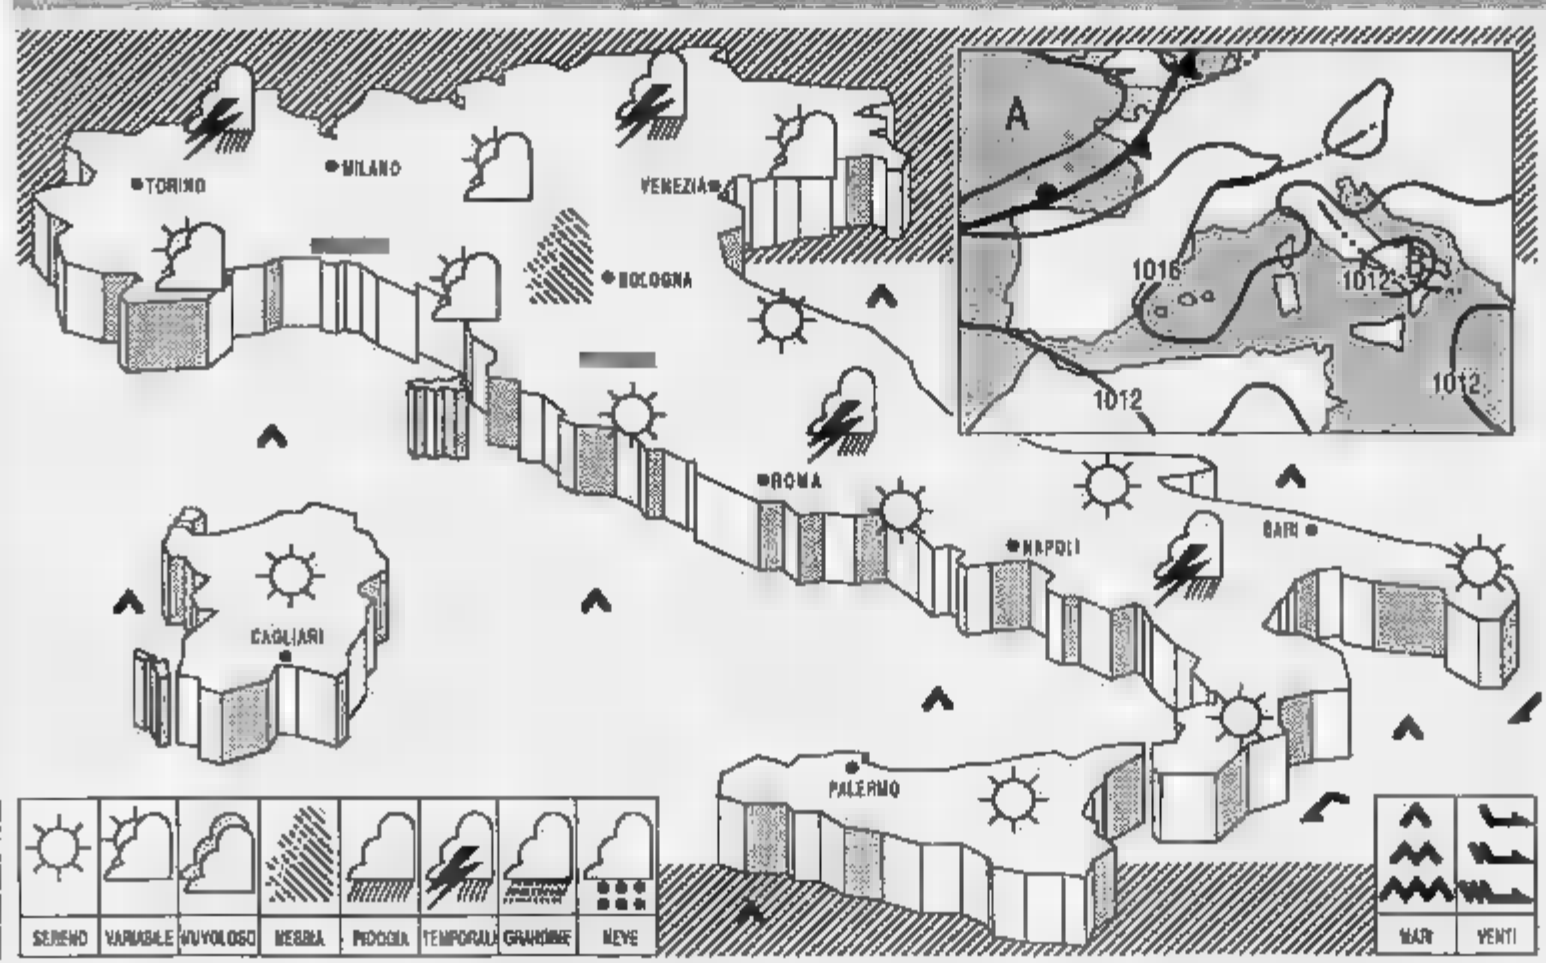 A
MILANO
TORINO
VENEZIA
BOLOGNA
1016
1012
B
1012
1012
ROMA
BARI
NAPOLI
CAGLIARI
PALERMO
SERENO VARIABILE NUVOLOSO NEBBIA PIOGGIA TEMPORALI GRANDINE NEVE
MARI VENTI